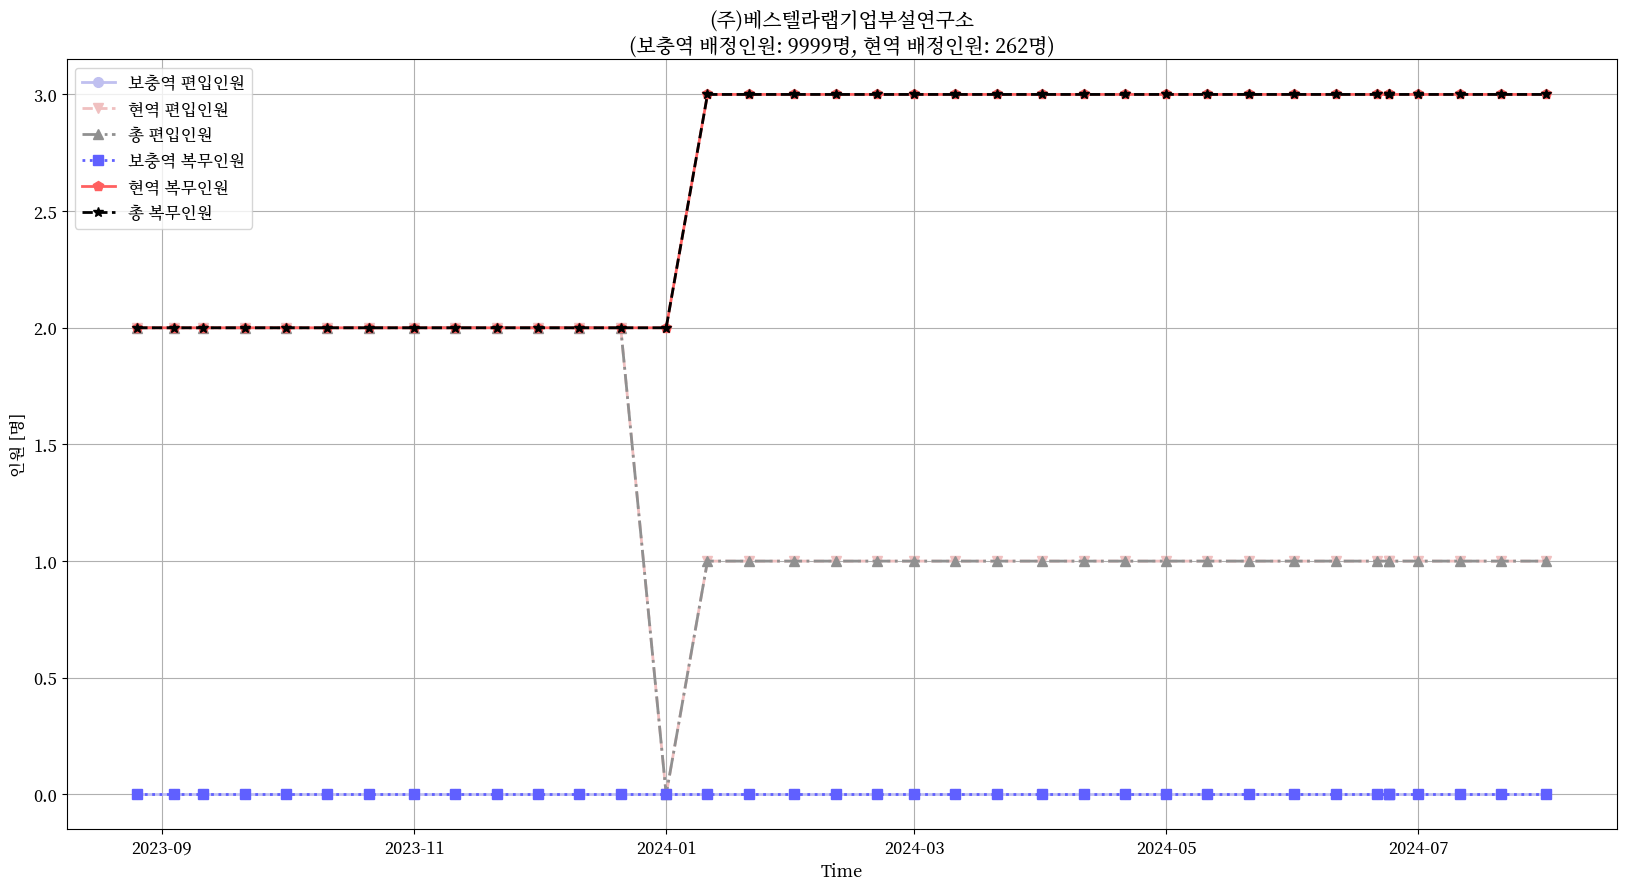 (주)베스텔라랩기업부설연구소
(보충역 배정인원: 9999명, 현역 배정인원: 262명)
보충역 편입인원
현역 편입인원
총 편입인원
보충역 복무인원
현역 복무인원
총 복무인원
3.0
2.5
2.0
1.5
1.0
0.5
0.0
인원 [명]
2023-09
2023-11
2024-01
2024-03
2024-05
2024-07
Time